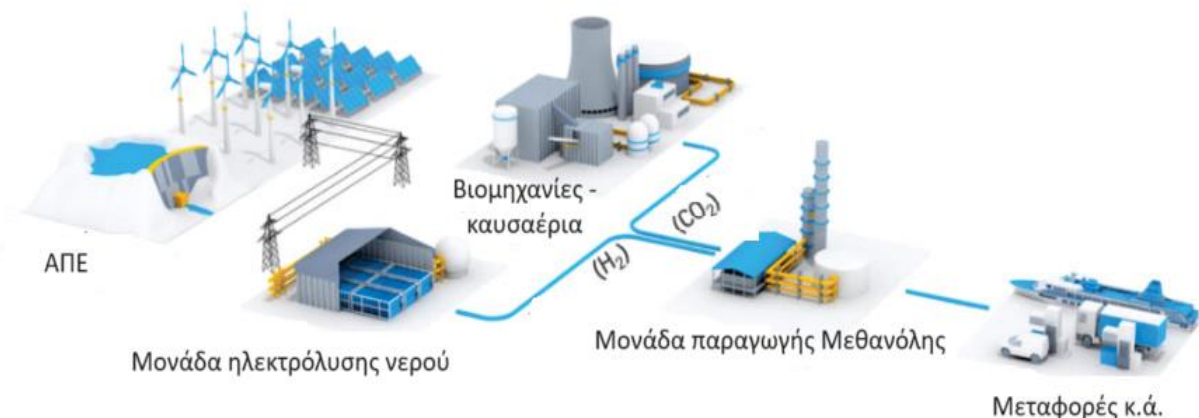 ΑΠΕ
Βιομηχανίες -
καυσαέρια
(CO₂)
(H₂)
Μονάδα ηλεκτρόλυσης νερού
Μονάδα παραγωγής Μεθανόλης
Μεταφορές κ.ά.